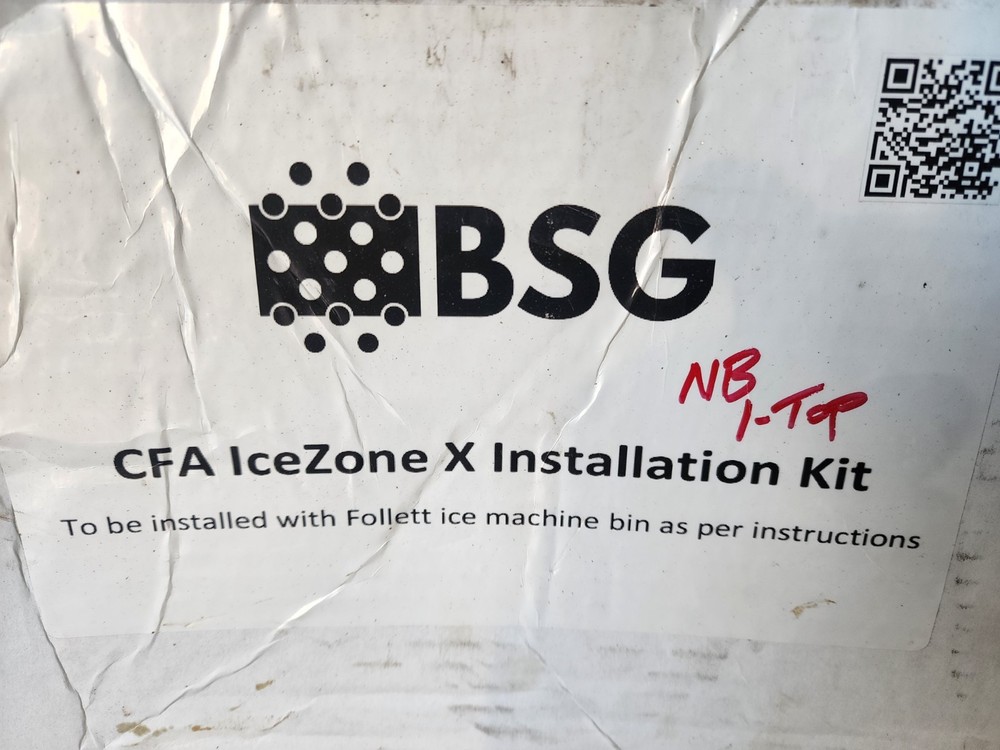 BSG
NB
1-Top
CFA IceZone X Installation Kit
To be installed with Follett ice machine bin as per instructions